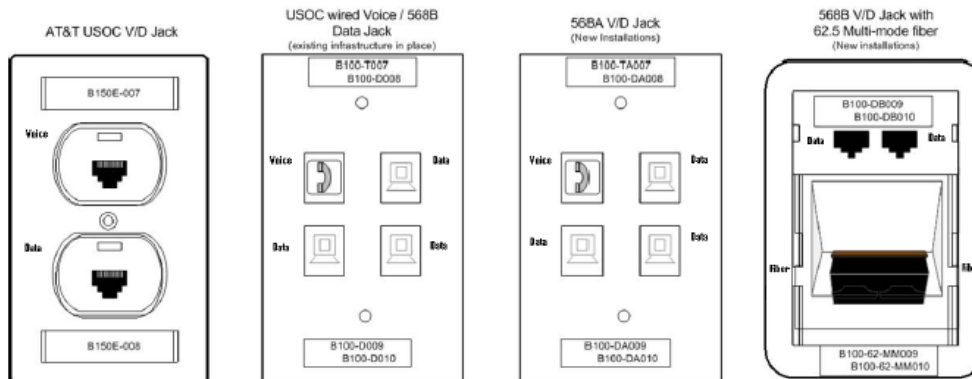 AT&T USOC V/D Jack
B150E-007
Voice
Data
B150E-008
USOC wired Voice / 568B
Data Jack
(existing infrastructure in place)
B100-T007
B100-D008
Voice
Data
Data
Data
B100-D009
B100-D010
568A V/D Jack
(New Installations)
B100-TA007
B100-DA008
Voice
Data
Data
Data
B100-DA009
B100-DA010
568B V/D Jack with
62.5 Multi-mode fiber
(New installations)
B100-DB009
B100-DB010
Data
Data
Fiber
Fiber
B100-62-MM009
B100-62-MM010